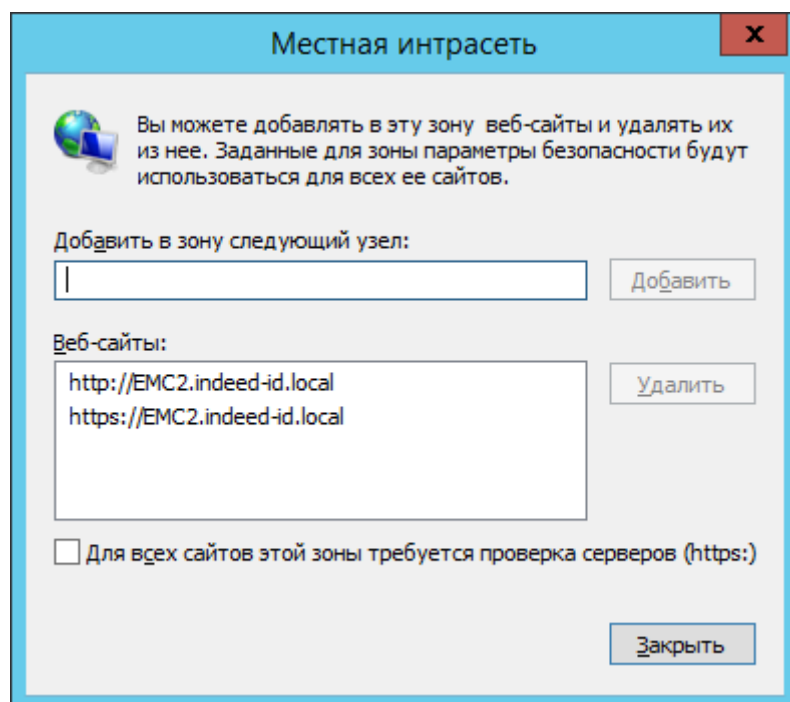 Местная интрасеть
x
Вы можете добавлять в эту зону веб-сайты и удалять их
из нее. Заданные для зоны параметры безопасности будут
использоваться для всех ее сайтов.
Добавить в зону следующий узел:
Добавить
Веб-сайты:
http://EMC2.indeed-id.local
https://EMC2.indeed-id.local
Удалить
Для всех сайтов этой зоны требуется проверка серверов (https:)
Закрыть